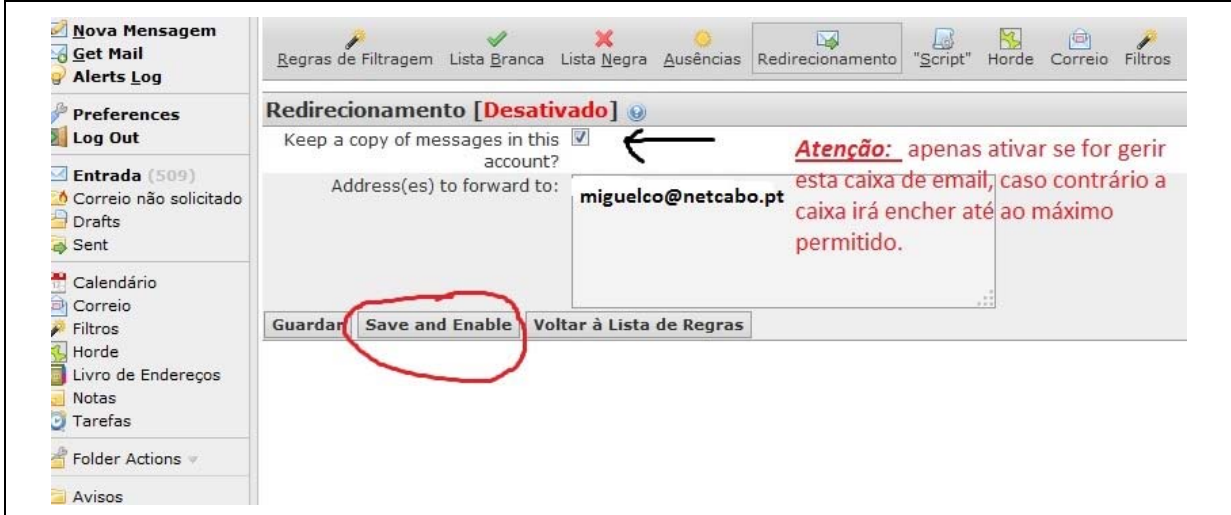 Nova Mensagem
Get Mail
Alerts Log
Preferences
Log Out
Entrada (509)
Correio não solicitado
Drafts
Sent
Calendário
Correio
Filtros
Horde
Livro de Endereços
Notas
Tarefas
Folder Actions
Avisos
Regras de Filtragem Lista Branca Lista Negra Ausências Redirecionamento "Script" Horde Correio Filtros
Redirecionamento [Desativado]
Keep a copy of messages in this
account?
Address(es) to forward to:
miguelco@netcabo.pt
Atenção: apenas ativar se for gerir
esta caixa de email, caso contrário a
caixa irá encher até ao máximo
permitido.
Guardar Save and Enable Voltar à Lista de Regras